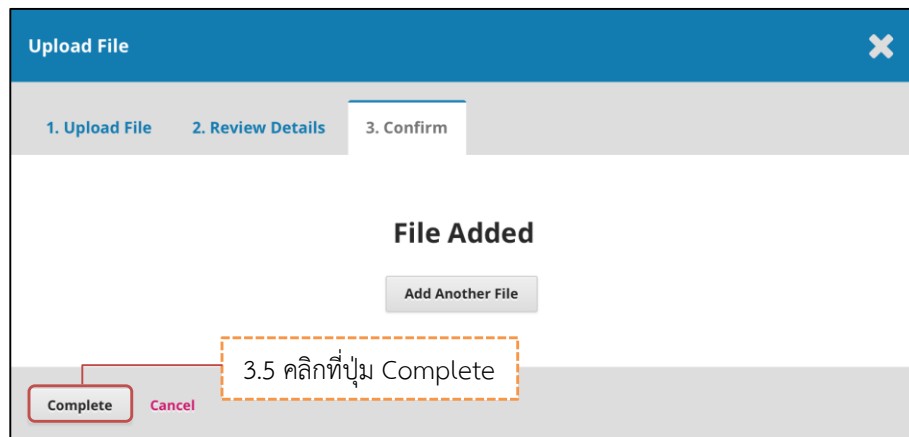 Upload File
1. Upload File 2. Review Details 3. Confirm
File Added
Add Another File
3.5 คลิกที่ปุ่ม Complete
Complete Cancel